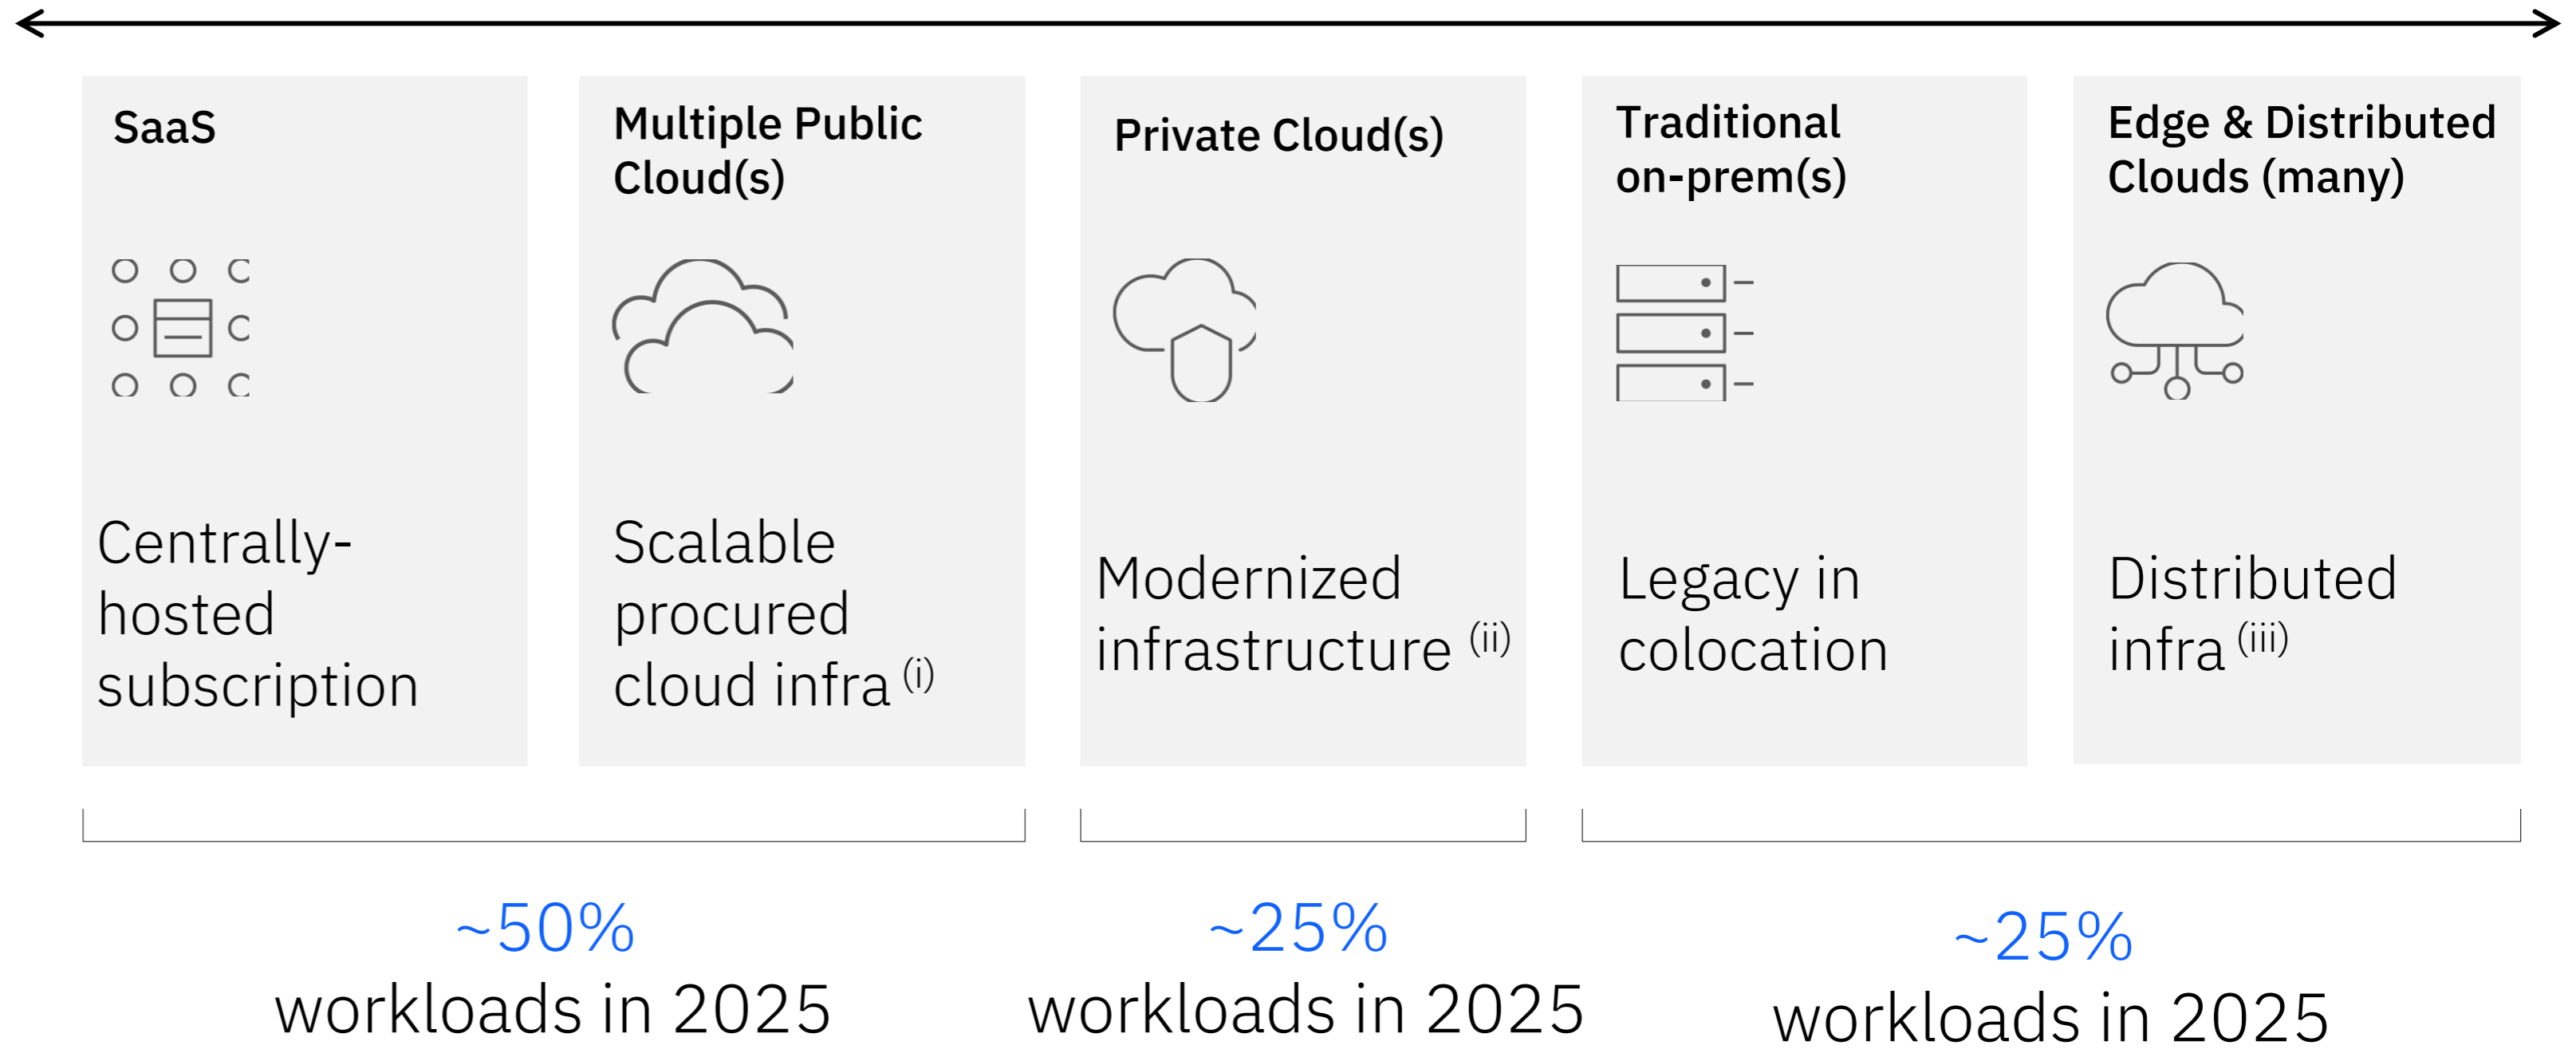 SaaS
Centrally-
hosted
subscription
Multiple Public
Cloud(s)
Scalable
procured
cloud infra (i)
Private Cloud(s)
Modernized
infrastructure (ii)
Traditional
on-prem(s)
Legacy in
colocation
Edge & Distributed
Clouds (many)
Distributed
infra (iii)
~50%
workloads in 2025
~25%
workloads in 2025
~25%
workloads in 2025